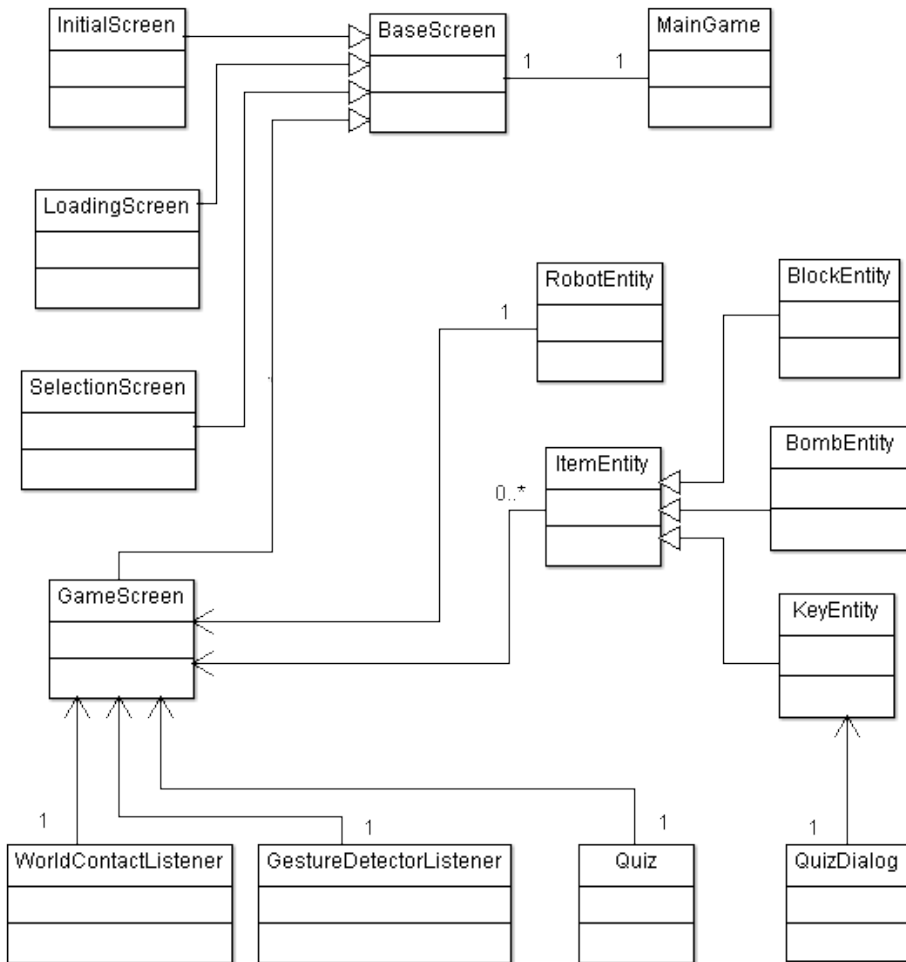 InitialScreen
BaseScreen
MainGame
1
1
LoadingScreen
RobotEntity
BlockEntity
1
SelectionScreen
BombEntity
ItemEntity
0..*
GameScreen
KeyEntity
1
1
1
1
WorldContactListener
GestureDetectorListener
Quiz
QuizDialog